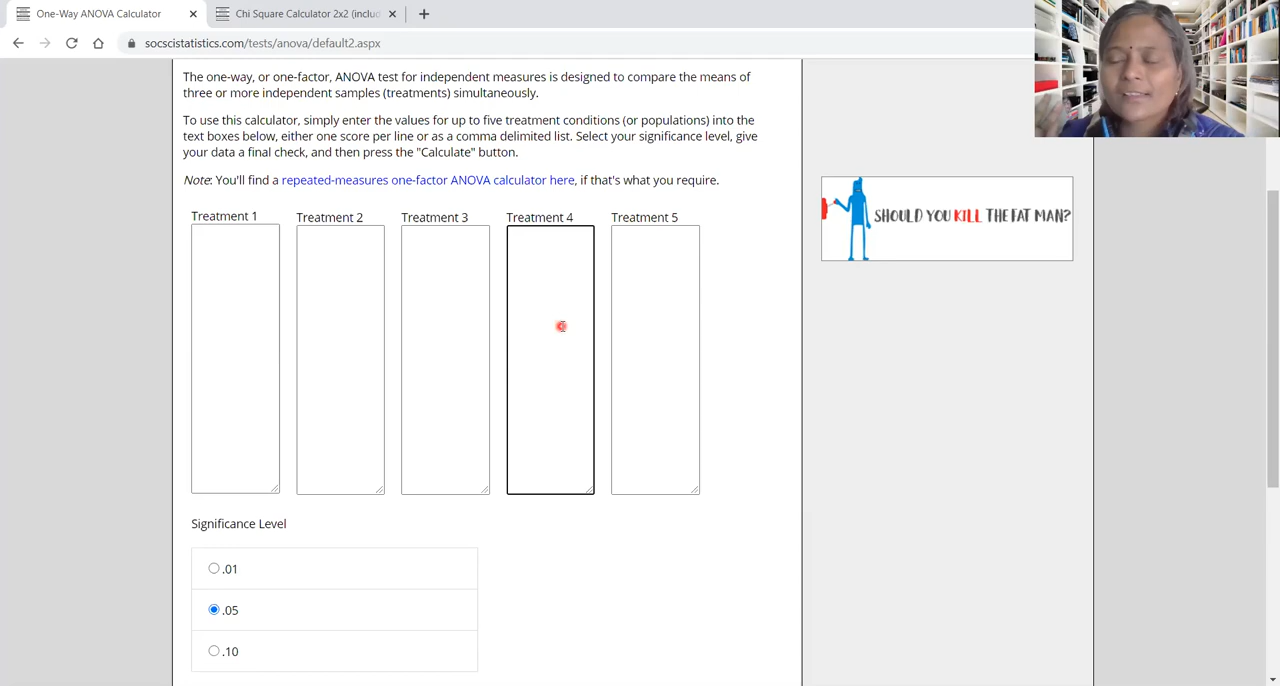 One-Way ANOVA Calculator
Chi Square Calculator 2x2 (inclu
socscistatistics.com/tests/anova/default2.aspx
The one-way, or one-factor, ANOVA test for independent measures is designed to compare the means of
three or more independent samples (treatments) simultaneously.
To use this calculator, simply enter the values for up to five treatment conditions (or populations) into the
text boxes below, either one score per line or as a comma delimited list. Select your significance level, give
your data a final check, and then press the "Calculate" button.
Note: You'll find a repeated-measures one-factor ANOVA calculator here, if that's what you require.
SHOULD YOU KILL THE FAT MAN?
Treatment 1 Treatment 2 Treatment 3 Treatment 4 Treatment 5
Significance Level
.01
.05
.10